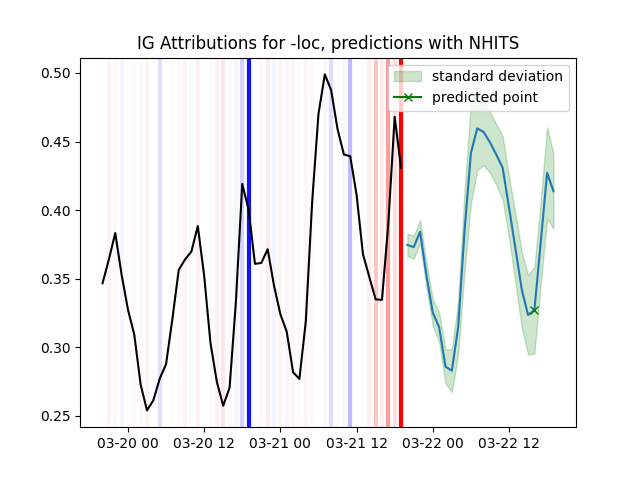 IG Attributions for -loc, predictions with NHITS
standard deviation
predicted point
0.50
0.45
0.40
0.35
0.30
0.25
03-20 00 03-20 12 03-21 00 03-21 12 03-22 00 03-22 12